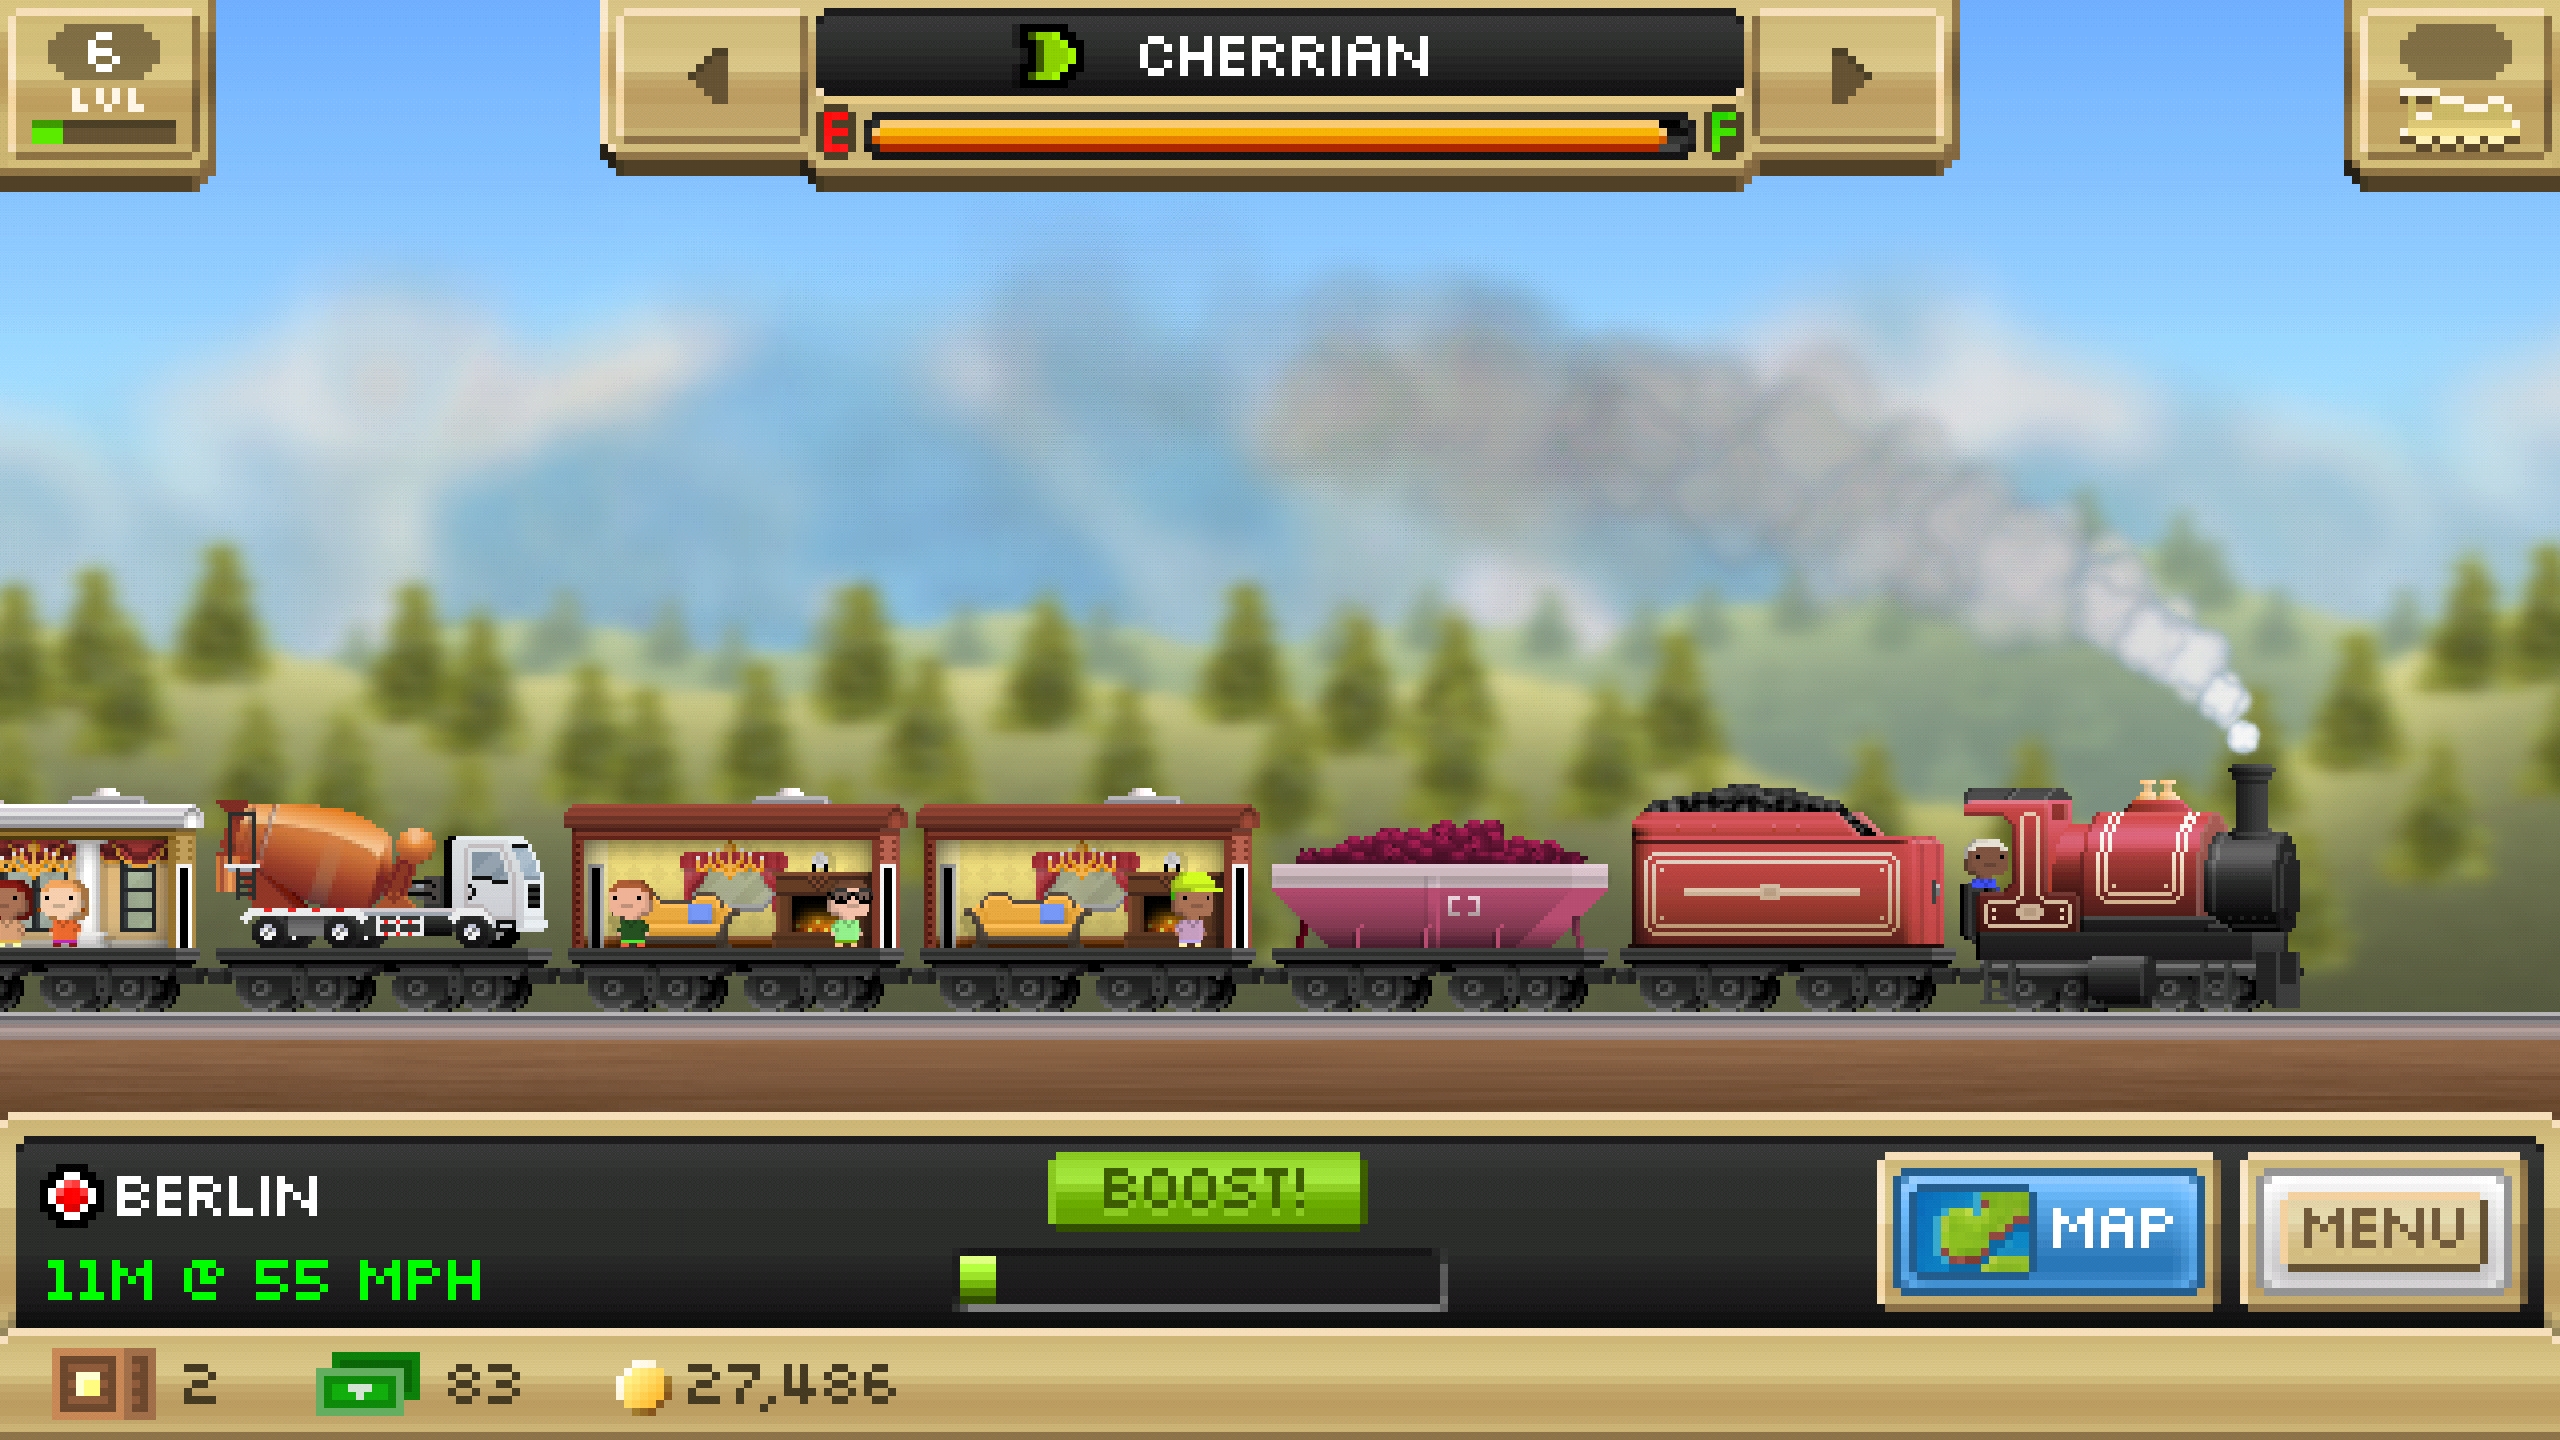 6
LVL
CHERRIAN
E F
BERLIN
BOOST!
11M @ 55 MPH
MAP
MENU
2 83 27,486